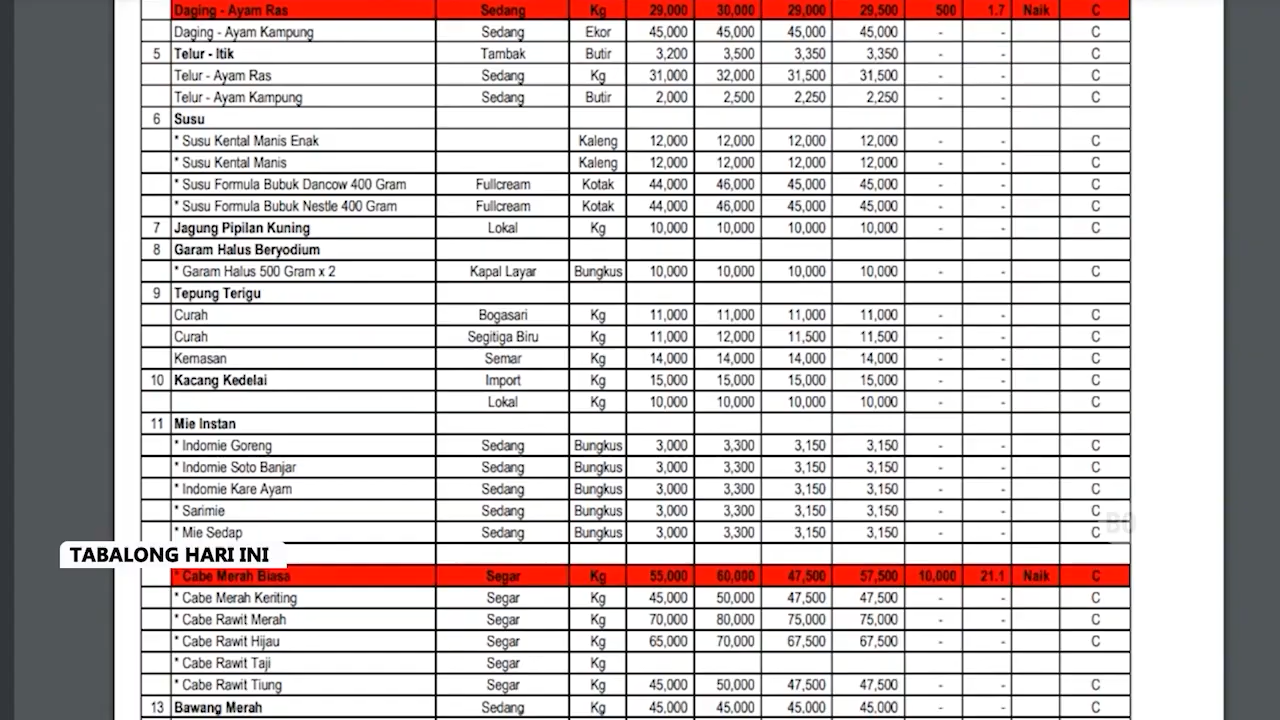 Daging - Ayam Ras Sedang Kg 29,000 30,000 29,000 29,500 500 1.7 Naik C
Daging - Ayam Kampung Sedang Ekor 45,000 45,000 45,000 45,000 - - C
5 Telur - Itik Tambak Butir 3,200 3,500 3,350 3,350 - - C
Telur - Ayam Ras Sedang Kg 31,000 32,000 31,500 31,500 - - C
Telur - Ayam Kampung Sedang Butir 2,000 2,500 2,250 2,250 - - C
6 Susu
* Susu Kental Manis Enak Kaleng 12,000 12,000 12,000 12,000 - - C
* Susu Kental Manis Kaleng 12,000 12,000 12,000 12,000 - - C
* Susu Formula Bubuk Dancow 400 Gram Fullcream Kotak 44,000 46,000 45,000 45,000 - - C
* Susu Formula Bubuk Nestle 400 Gram Fullcream Kotak 44,000 46,000 45,000 45,000 - - C
7 Jagung Pipilan Kuning Lokal Kg 10,000 10,000 10,000 10,000 - - C
8 Garam Halus Beryodium
* Garam Halus 500 Gram x 2 Kapal Layar Bungkus 10,000 10,000 10,000 10,000 - - C
9 Tepung Terigu
Curah Bogasari Kg 11,000 11,000 11,000 11,000 - - C
Curah Segitiga Biru Kg 11,000 12,000 11,500 11,500 - - C
Kemasan Semar Kg 14,000 14,000 14,000 14,000 - - C
10 Kacang Kedelai Import Kg 15,000 15,000 15,000 15,000 - - C
Lokal Kg 10,000 10,000 10,000 10,000 - - C
11 Mie Instan
* Indomie Goreng Sedang Bungkus 3,000 3,300 3,150 3,150 - - C
* Indomie Soto Banjar Sedang Bungkus 3,000 3,300 3,150 3,150 - - C
* Indomie Kare Ayam Sedang Bungkus 3,000 3,300 3,150 3,150 - - C
* Sarimie Sedang Bungkus 3,000 3,300 3,150 3,150 - - C
* Mie Sedap Sedang Bungkus 3,000 3,300 3,150 3,150 - - C
TABALONG HARI INI
* Cabe Merah Biasa Segar Kg 55,000 60,000 47,500 57,500 10,000 21.1 Naik C
* Cabe Merah Keriting Segar Kg 45,000 50,000 47,500 47,500 - - C
* Cabe Rawit Merah Segar Kg 70,000 80,000 75,000 75,000 - - C
* Cabe Rawit Hijau Segar Kg 65,000 70,000 67,500 67,500 - - C
* Cabe Rawit Taji Segar Kg
* Cabe Rawit Tiung Segar Kg 45,000 50,000 47,500 47,500 - - C
13 Bawang Merah Sedang Kg 45,000 45,000 45,000 45,000 - - C